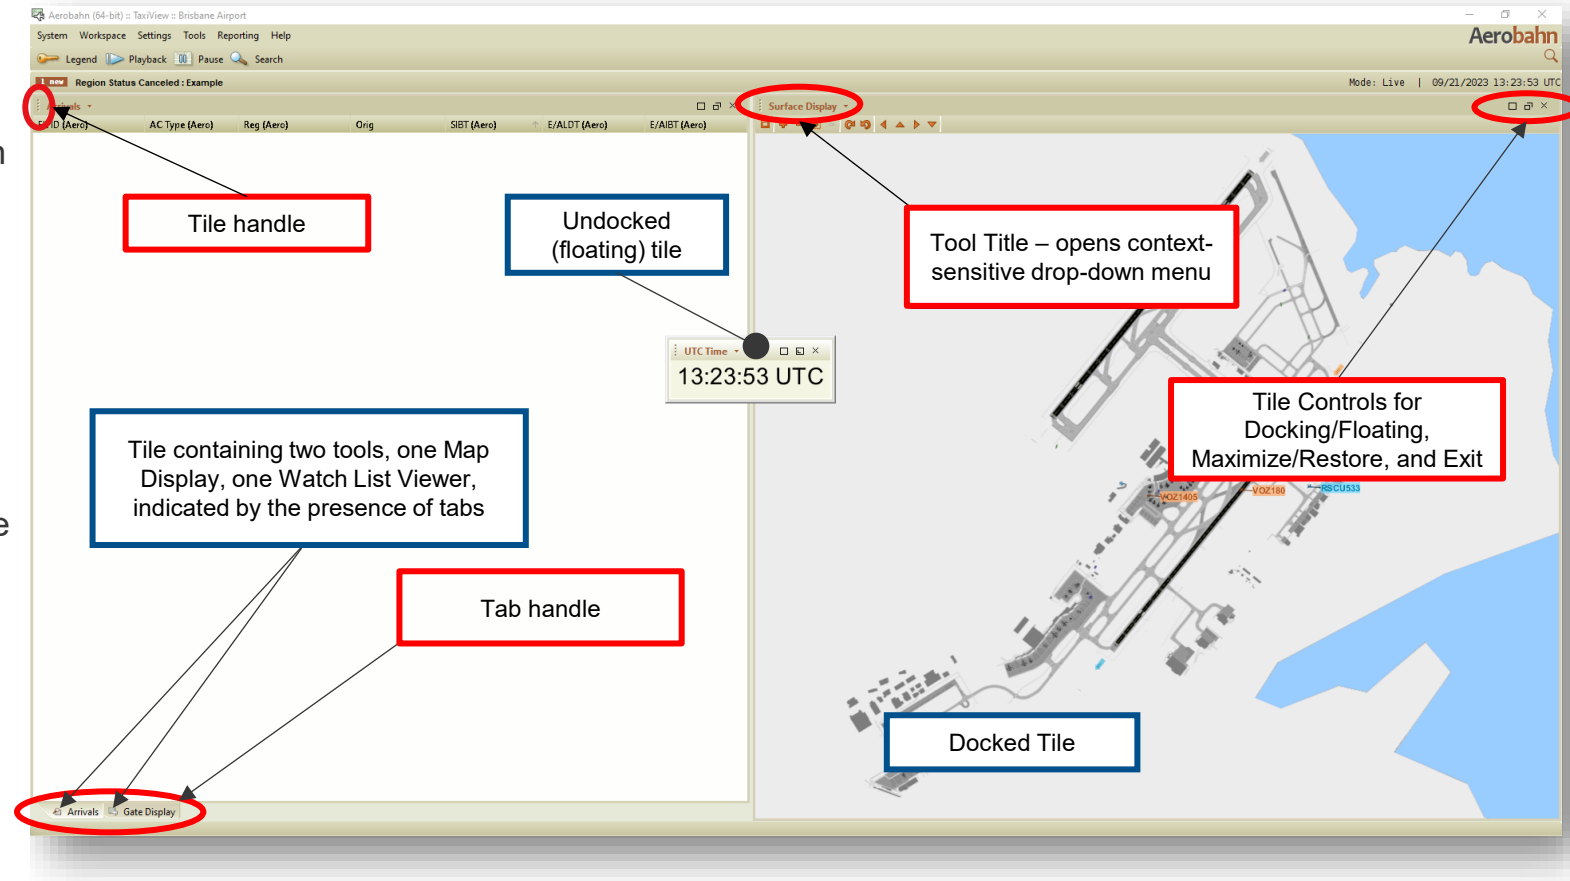 Aerobahn (64-bit) :: TaxiView :: Brisbane Airport
System Workspace Settings Tools Reporting Help
Aerobahn
Legend Playback Pause Search
1 new Region Status Canceled : Example
Mode: Live | 09/21/2023 13:23:53 UTC
Arrivals
Surface Display
AC Type (Aero) Reg (Aero) Orig SIBT (Aero) E/ALDT (Aero) E/AIBT (Aero)
n
Tile handle
Undocked
(floating) tile
Tool Title – opens context-
sensitive drop-down menu
UTC Time
13:23:53 UTC
Tile Controls for
Docking/Floating,
Maximize/Restore, and Exit
Tile containing two tools, one Map
Display, one Watch List Viewer,
indicated by the presence of tabs
VOZ1405
VOZ180
RSCU533
e
Tab handle
Docked Tile
Arrivals Gate Display